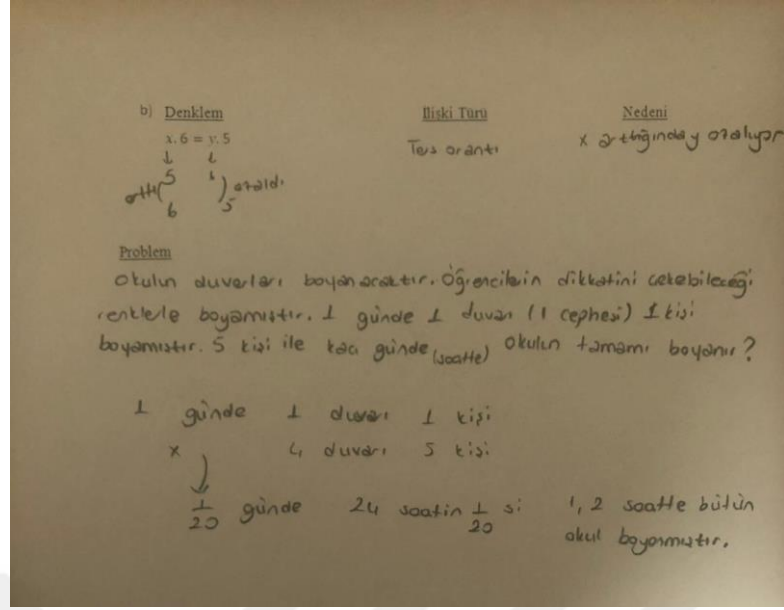 b) Denklem İlişki Türü Nedeni
x.6 = y.5 Ters orantı x arttığında y azalıyor
↓ ↓
arttı ( 5 6 ) azaldı
6 5
Problem
Okulun duvarları boyanacaktır. Öğrencilerin dikkatini çekebileceği
renklerle boyamıştır. 1 günde 1 duvarı (1 cephesi) 1 kişi
boyamıştır. 5 kişi ile kaç günde (saatte) okulun tamamı boyanır?
1 günde 1 duvarı 1 kişi
x 4 duvarı 5 kişi
1/20 günde 24 saatin 1/20 si 1,2 saatte bütün
okul boyanmıştır.